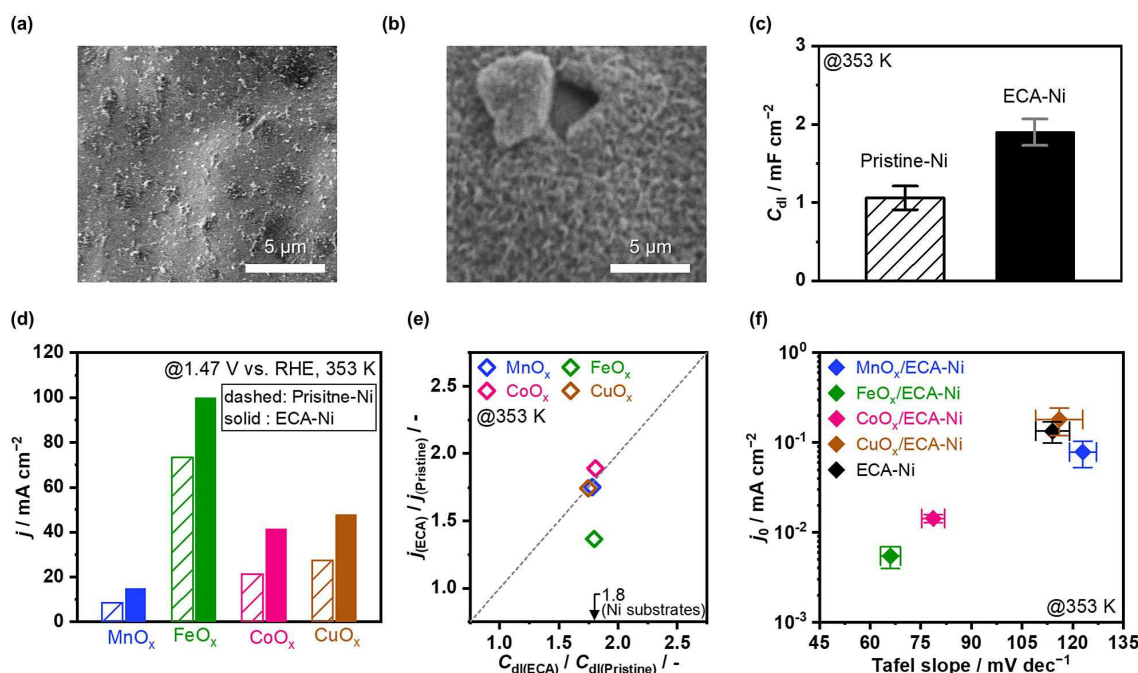 (a)
5 µm
(b)
5 µm
(c)
@353 K
ECA-Ni
Pristine-Ni
3
2
1
0
C_dl / mF cm⁻²
(d)
@1.47 V vs. RHE, 353 K
dashed: Prisitne-Ni
solid : ECA-Ni
120
100
80
60
40
20
0
j / mA cm⁻²
MnOₓ
FeOₓ
CoOₓ
CuOₓ
(e)
MnOₓ FeOₓ
CoOₓ CuOₓ
@353 K
2.5
2.0
1.5
1.0
j(ECA) / j(Pristine) / -
1.8
(Ni substrates)
1.0 1.5 2.0 2.5
C_dl(ECA) / C_dl(Pristine) / -
(f)
MnOₓ/ECA-Ni
FeOₓ/ECA-Ni
CoOₓ/ECA-Ni
CuOₓ/ECA-Ni
ECA-Ni
10⁰
10⁻¹
10⁻²
10⁻³
j₀ / mA cm⁻²
@353 K
45 60 75 90 105 120 135
Tafel slope / mV dec⁻¹